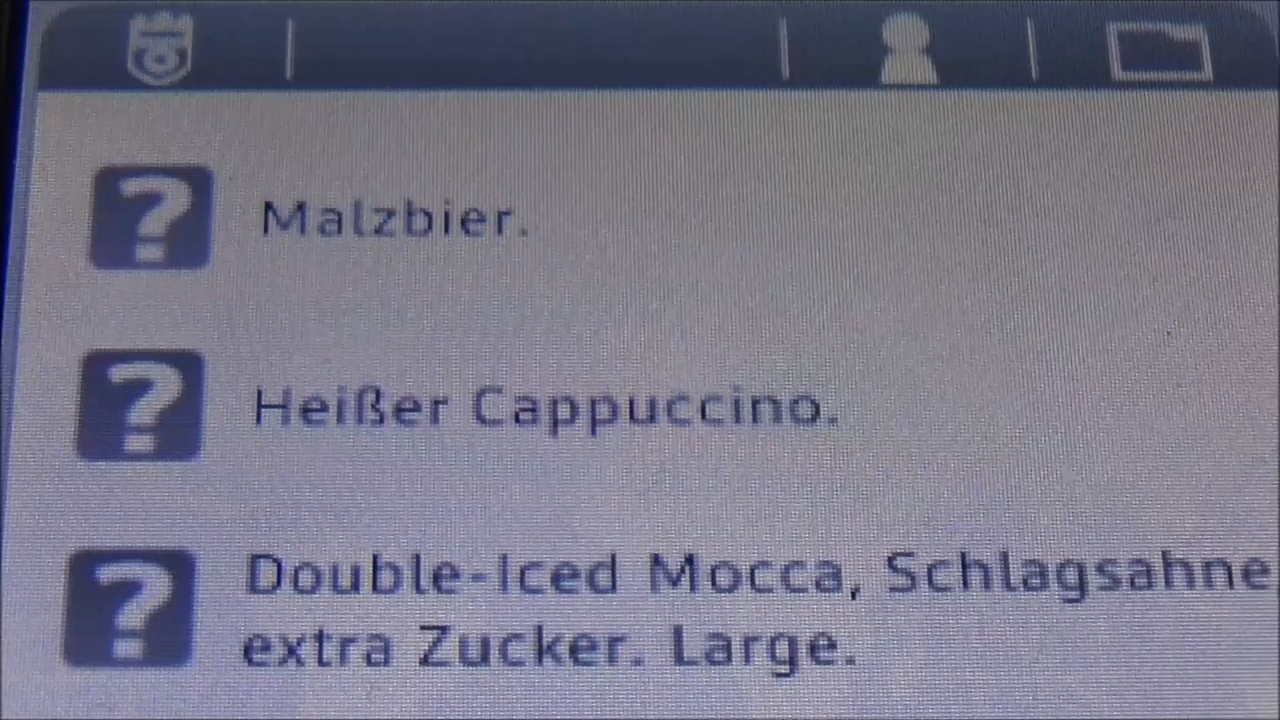 Malzbier.
Heißer Cappuccino.
Double-Iced Mocca, Schlagsahne
extra Zucker. Large.